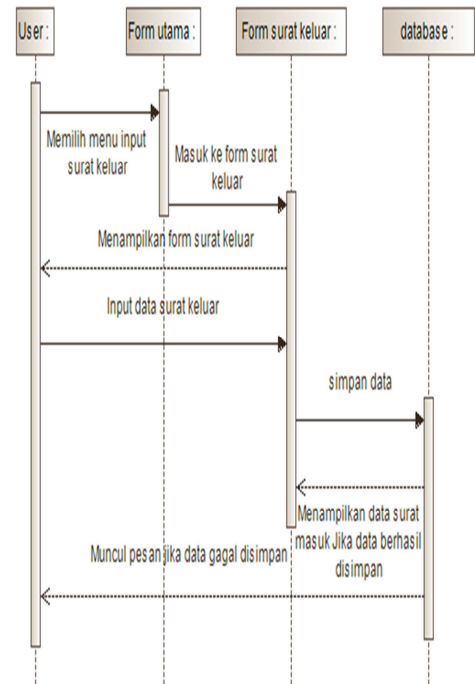 User :
Form utama :
Form surat keluar :
database :
Memilih menu input
surat keluar
Masuk ke form surat
keluar
Menampilkan form surat keluar
Input data surat keluar
simpan data
Menampilkan data surat
masuk Jika data berhasil
disimpan
Muncul pesan jika data gagal disimpan